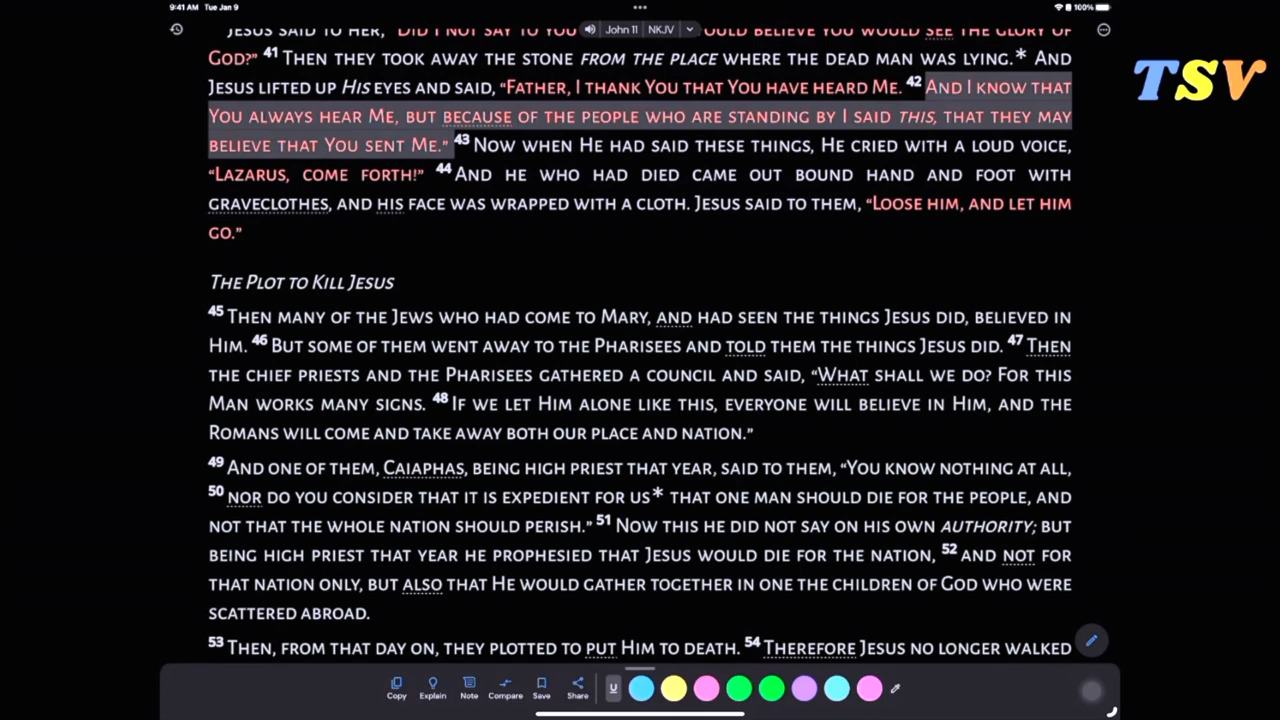 9:41 AM Tue Jan 9
100%
John 11 NKJV
Jesus said to her, “Did I not say to you ould believe you would see the glory of
God?” 41 Then they took away the stone from the place where the dead man was lying.* And
Jesus lifted up His eyes and said, “Father, I thank You that You have heard Me. 42 And I know that
You always hear Me, but because of the people who are standing by I said this, that they may
believe that You sent Me.” 43 Now when He had said these things, He cried with a loud voice,
“Lazarus, come forth!” 44 And he who had died came out bound hand and foot with
graveclothes, and his face was wrapped with a cloth. Jesus said to them, “Loose him, and let him
go.”
The Plot to Kill Jesus
45 Then many of the Jews who had come to Mary, and had seen the things Jesus did, believed in
Him. 46 But some of them went away to the Pharisees and told them the things Jesus did. 47 Then
the chief priests and the Pharisees gathered a council and said, “What shall we do? For this
Man works many signs. 48 If we let Him alone like this, everyone will believe in Him, and the
Romans will come and take away both our place and nation.”
49 And one of them, Caiaphas, being high priest that year, said to them, “You know nothing at all,
50 nor do you consider that it is expedient for us* that one man should die for the people, and
not that the whole nation should perish.” 51 Now this he did not say on his own authority; but
being high priest that year he prophesied that Jesus would die for the nation, 52 and not for
that nation only, but also that He would gather together in one the children of God who were
scattered abroad.
53 Then, from that day on, they plotted to put Him to death. 54 Therefore Jesus no longer walked
Copy Explain Note Compare Save Share U
TSV